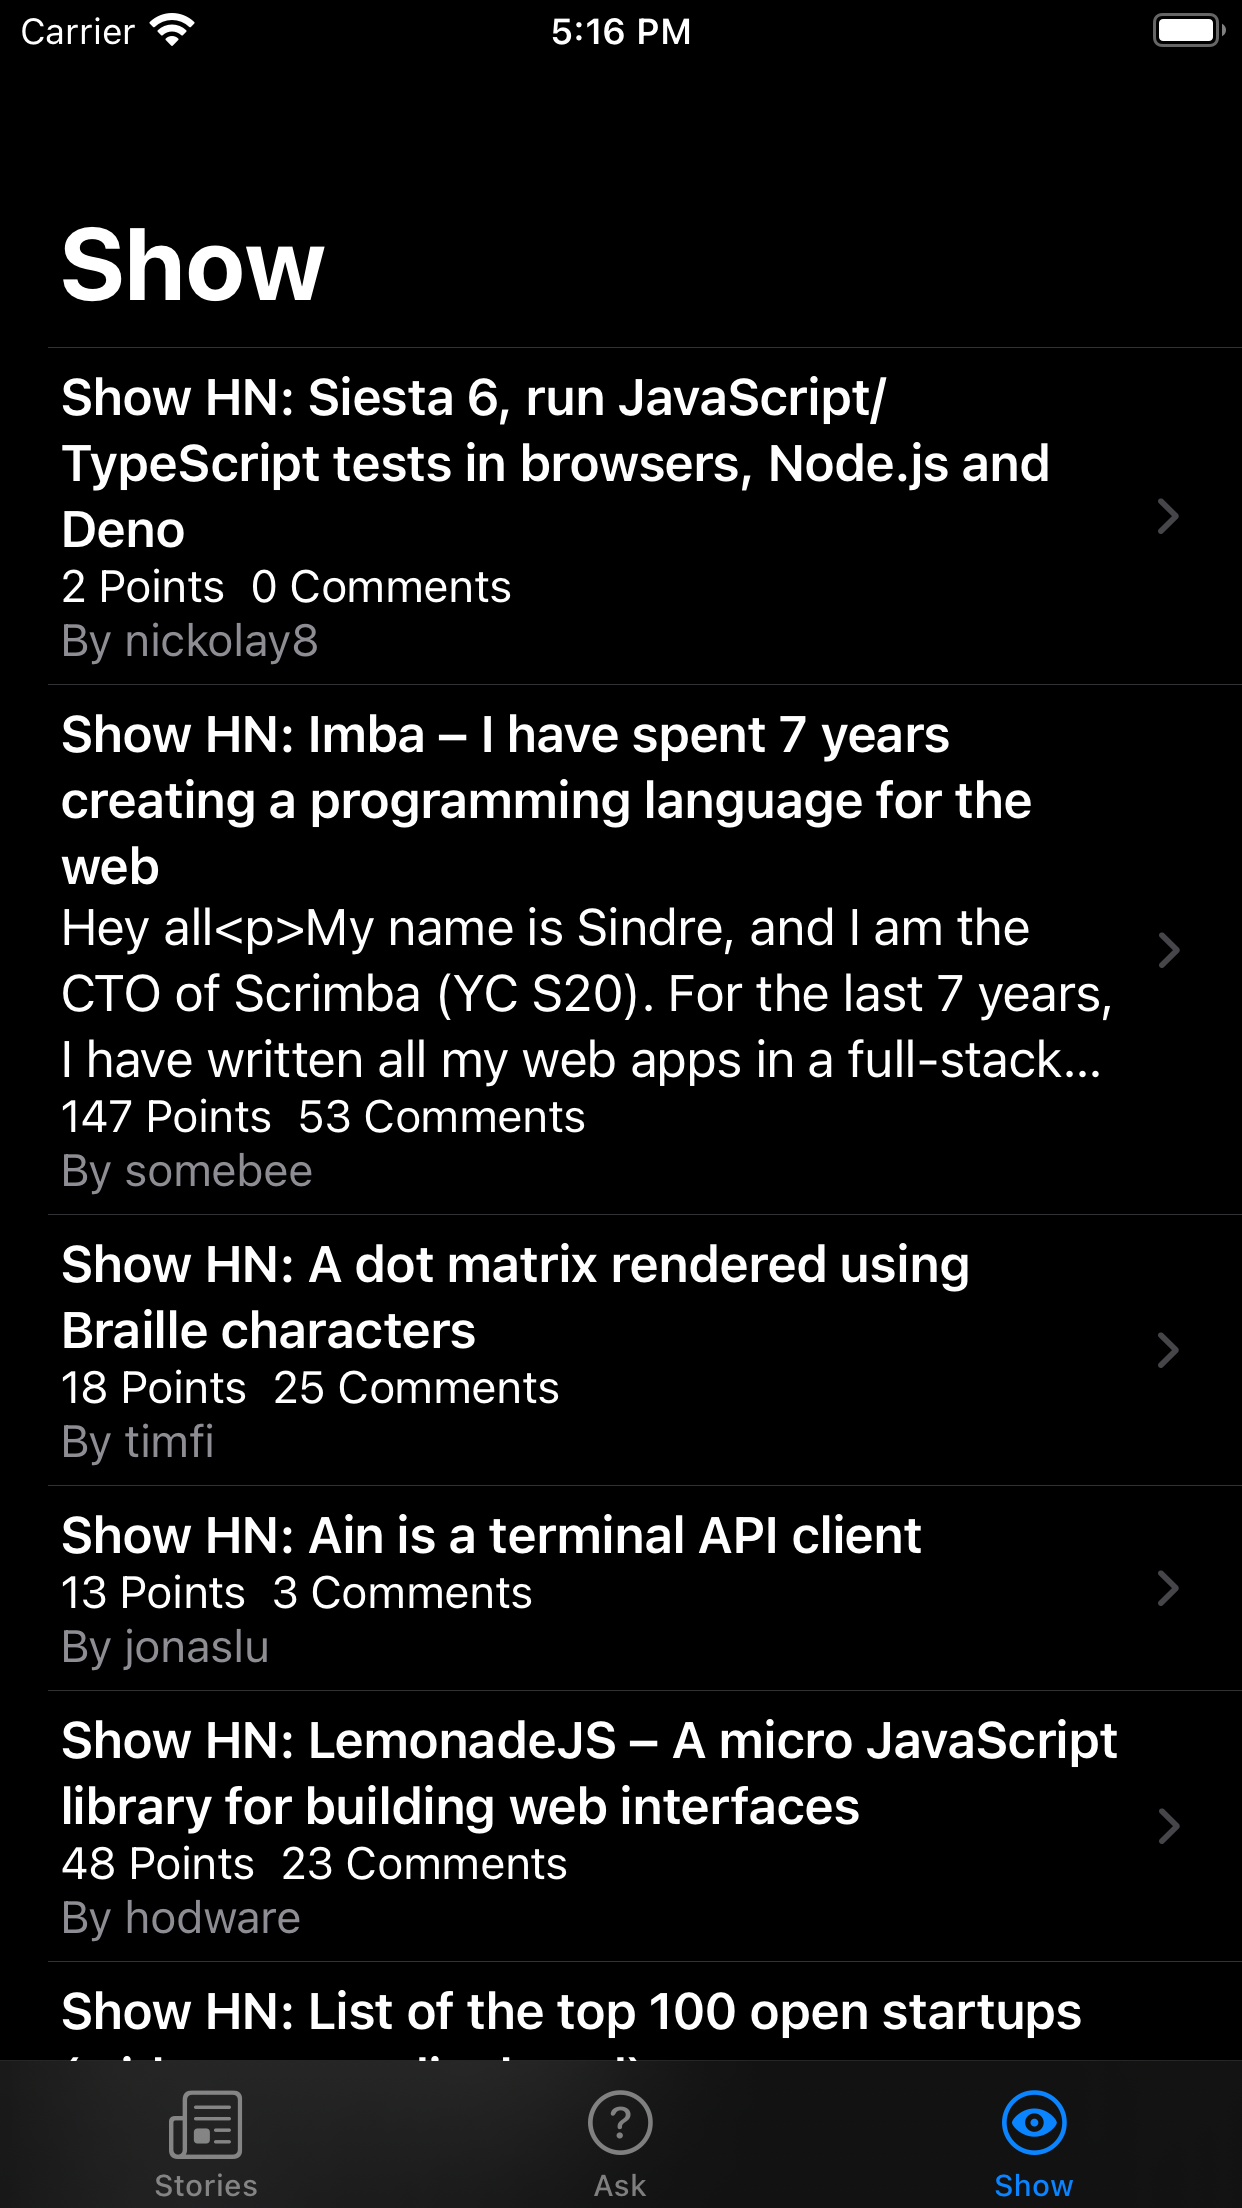 Carrier
5:16 PM
Show
Show HN: Siesta 6, run JavaScript/
TypeScript tests in browsers, Node.js and
Deno
2 Points  0 Comments
By nickolay8
Show HN: Imba – I have spent 7 years
creating a programming language for the
web
Hey all<p>My name is Sindre, and I am the
CTO of Scrimba (YC S20). For the last 7 years,
I have written all my web apps in a full-stack...
147 Points  53 Comments
By somebee
Show HN: A dot matrix rendered using
Braille characters
18 Points  25 Comments
By timfi
Show HN: Ain is a terminal API client
13 Points  3 Comments
By jonaslu
Show HN: LemonadeJS – A micro JavaScript
library for building web interfaces
48 Points  23 Comments
By hodware
Show HN: List of the top 100 open startups
Stories
Ask
Show